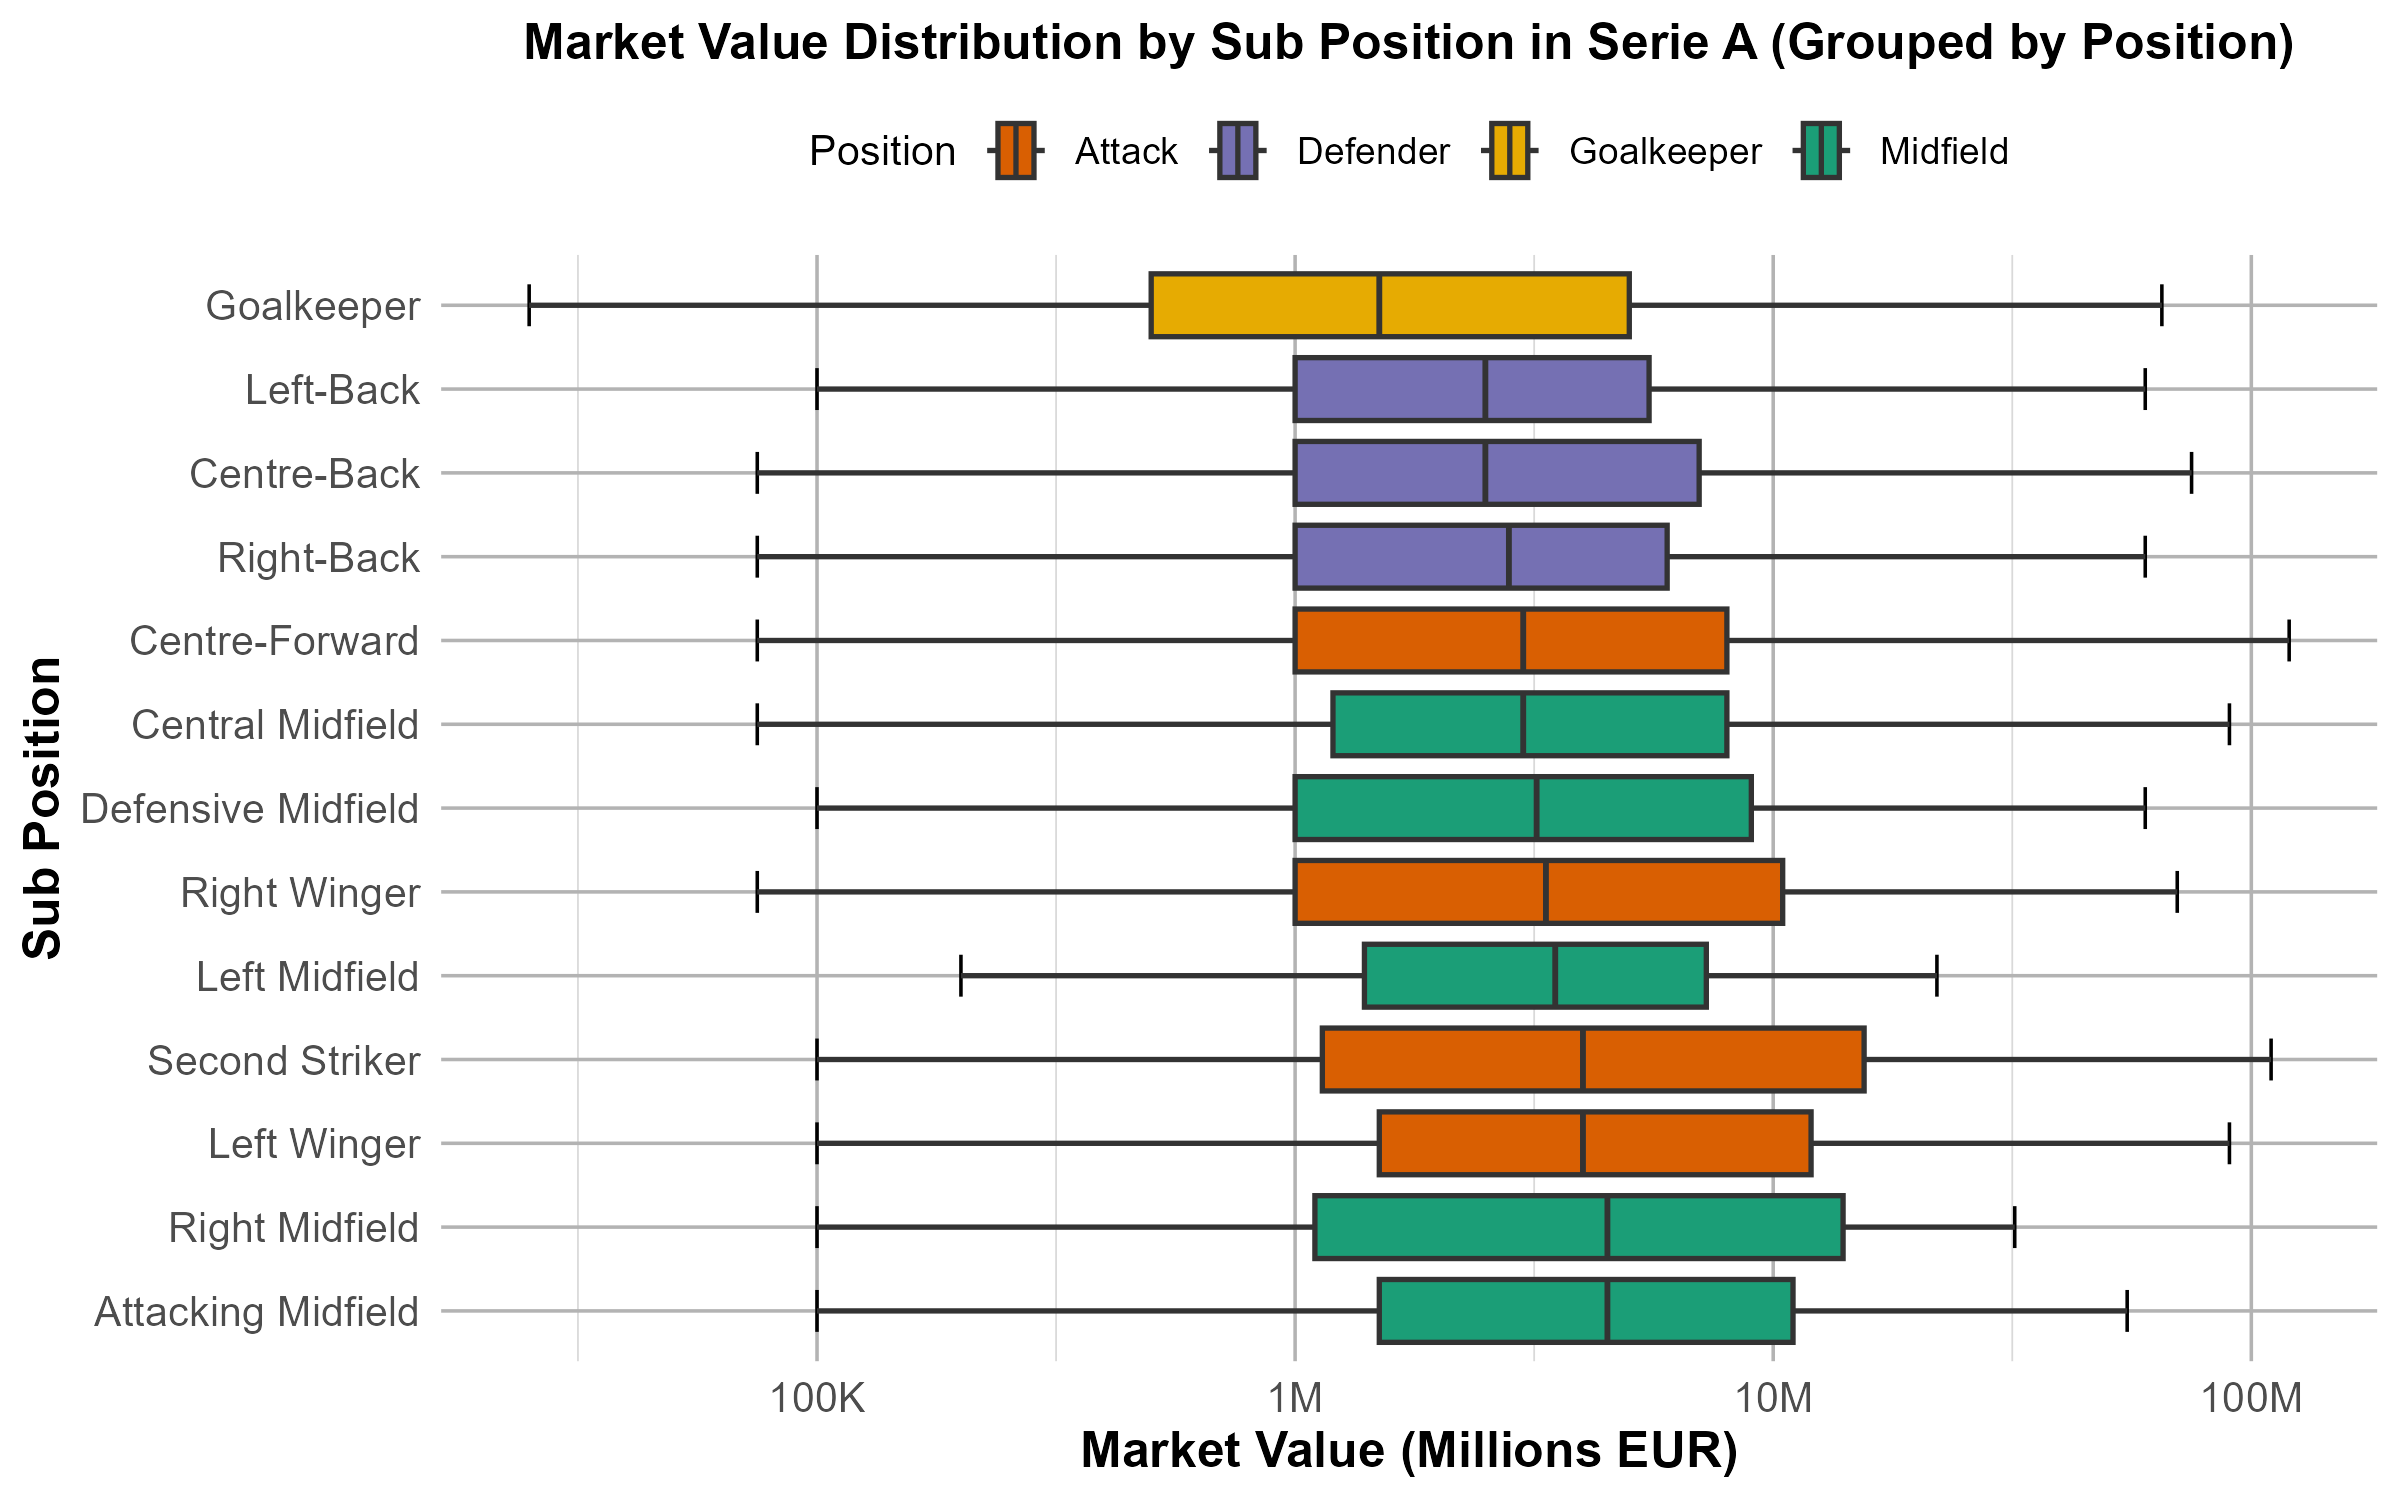 Market Value Distribution by Sub Position in Serie A (Grouped by Position)
Position Attack Defender Goalkeeper Midfield
Sub Position
Goalkeeper
Left-Back
Centre-Back
Right-Back
Centre-Forward
Central Midfield
Defensive Midfield
Right Winger
Left Midfield
Second Striker
Left Winger
Right Midfield
Attacking Midfield
100K 1M 10M 100M
Market Value (Millions EUR)